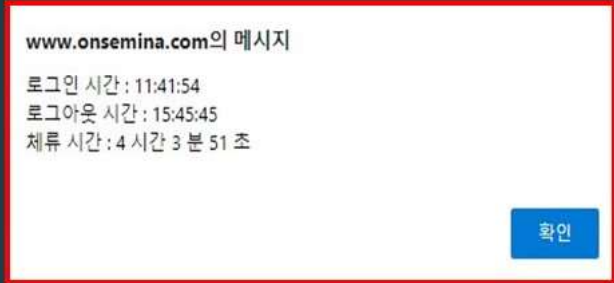 www.onsemina.com의 메시지
로그인 시간 : 11:41:54
로그아웃 시간 : 15:45:45
체류 시간 : 4 시간 3 분 51 초
확인